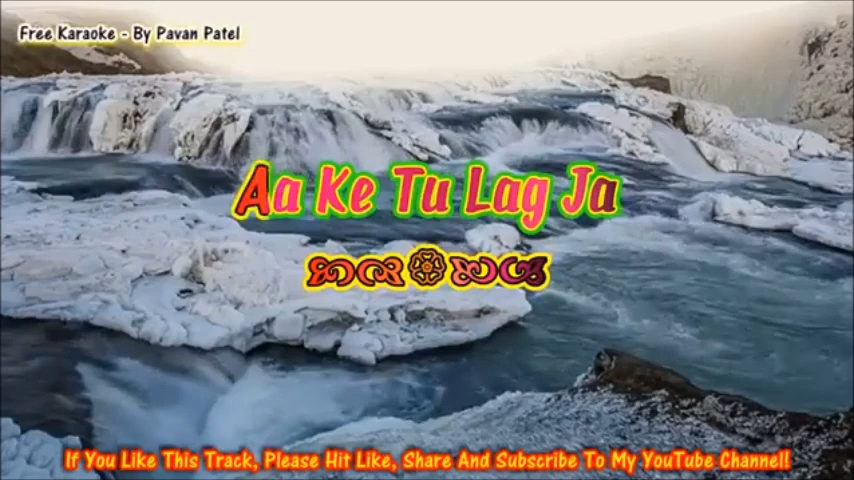 Free Karaoke - By Pavan Patel
Aa Ke Tu Lag Ja
If You Like This Track, Please Hit Like, Share And Subscribe To My YouTube Channel!